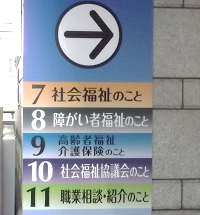 7 社会福祉のこと
8 障がい者福祉のこと
9 高齢者福祉
介護保険のこと
10 社会福祉協議会のこと
11 職業相談・紹介のこと